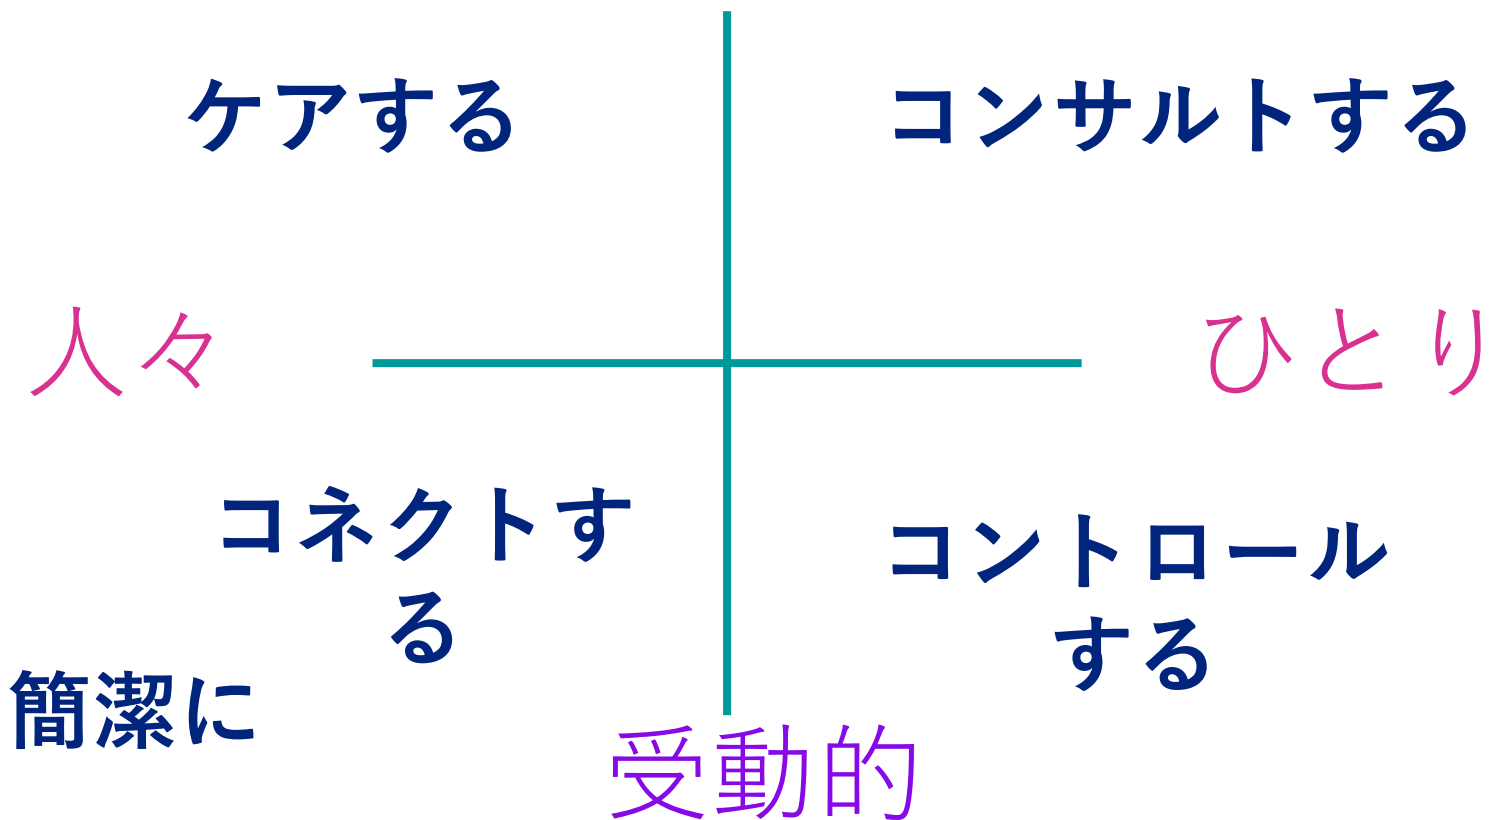 ケアする
コンサルトする
人々
ひとり
コネクトす
る
コントロール
する
簡潔に
受動的